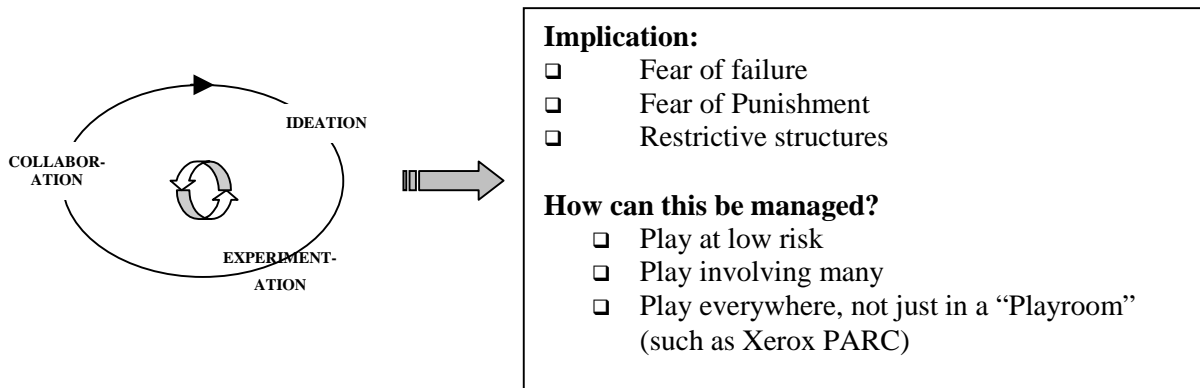 IDEATION
COLLABOR-
ATION
EXPERIMENT-
ATION
Implication:
❑ Fear of failure
❑ Fear of Punishment
❑ Restrictive structures
How can this be managed?
❑ Play at low risk
❑ Play involving many
❑ Play everywhere, not just in a “Playroom”
(such as Xerox PARC)